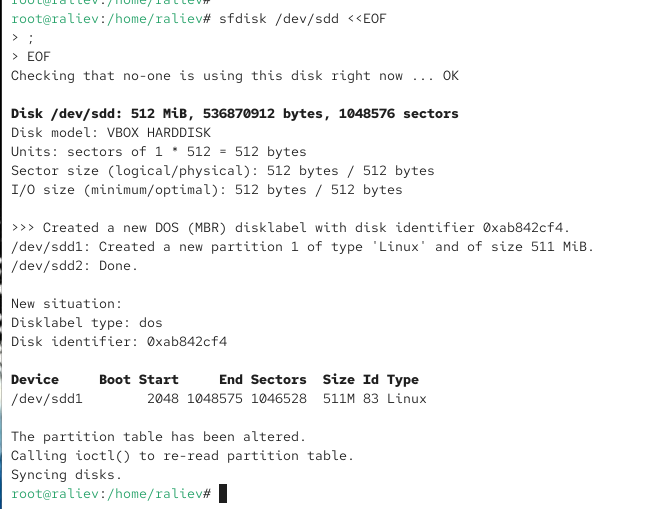 root@raliev:/home/raliev#
root@raliev:/home/raliev# sfdisk /dev/sdd <<EOF
> ;
> EOF
Checking that no-one is using this disk right now ... OK
Disk /dev/sdd: 512 MiB, 536870912 bytes, 1048576 sectors
Disk model: VBOX HARDDISK
Units: sectors of 1 * 512 = 512 bytes
Sector size (logical/physical): 512 bytes / 512 bytes
I/O size (minimum/optimal): 512 bytes / 512 bytes
>>> Created a new DOS (MBR) disklabel with disk identifier 0xab842cf4.
/dev/sdd1: Created a new partition 1 of type 'Linux' and of size 511 MiB.
/dev/sdd2: Done.
New situation:
Disklabel type: dos
Disk identifier: 0xab842cf4
Device     Boot Start     End Sectors  Size Id Type
/dev/sdd1        2048 1048575 1046528  511M 83 Linux
The partition table has been altered.
Calling ioctl() to re-read partition table.
Syncing disks.
root@raliev:/home/raliev#